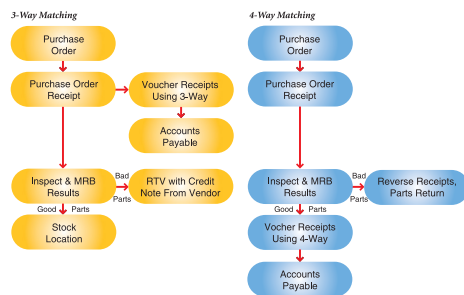 3-Way Matching
Purchase
Order
Purchase Order
Receipt
Voucher Receipts
Using 3-Way
Accounts
Payable
Inspect & MRB
Results
Bad
Parts
RTV with Credit
Note From Vendor
Good Parts
Stock
Location
4-Way Matching
Purchase
Order
Purchase Order
Receipt
Inspect & MRB
Results
Bad
Parts
Reverse Receipts,
Parts Return
Good Parts
Vocher Receipts
Using 4-Way
Accounts
Payable